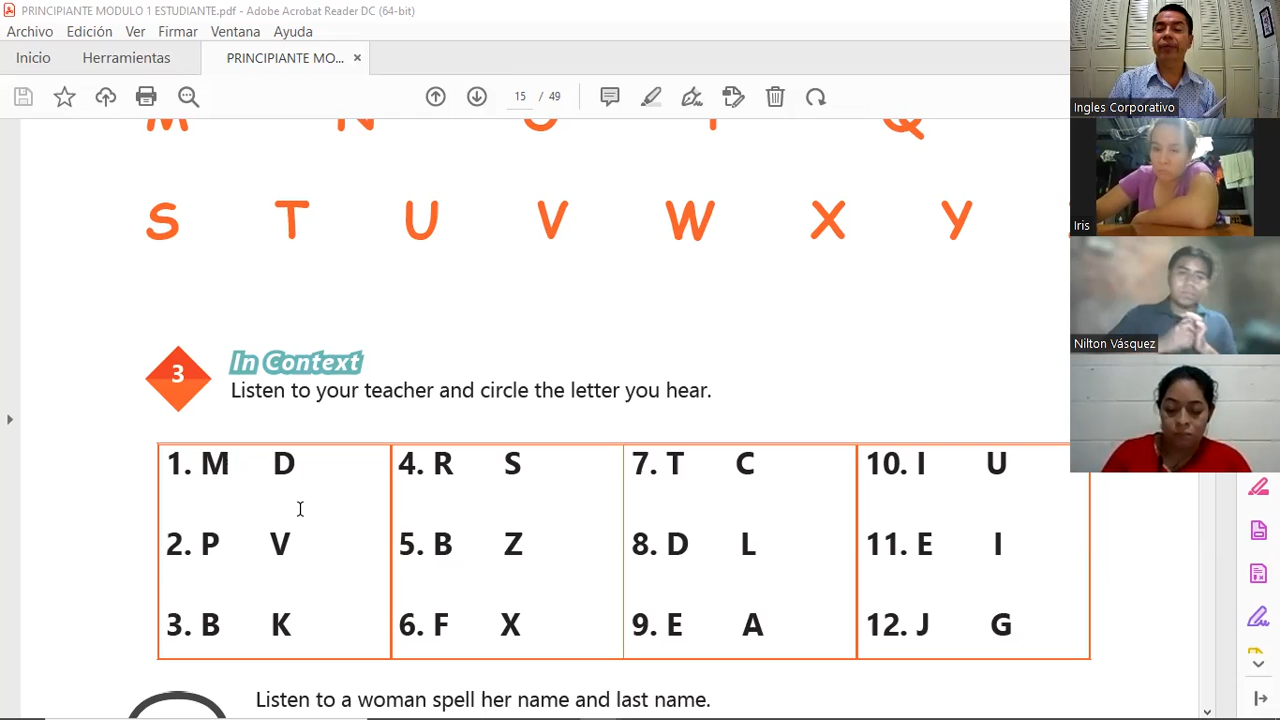 PRINCIPIANTE MODULO 1 ESTUDIANTE.pdf - Adobe Acrobat Reader DC (64-bit)
Archivo Edición Ver Firmar Ventana Ayuda
Inicio Herramientas PRINCIPIANTE MO... ×
15 / 49
M N O P Q
S T U V W X Y
3 In Context
Listen to your teacher and circle the letter you hear.
1. M D 4. R S 7. T C 10. I U
2. P V 5. B Z 8. D L 11. E I
3. B K 6. F X 9. E A 12. J G
Listen to a woman spell her name and last name.
Ingles Corporativo
Iris
Nilton Vásquez